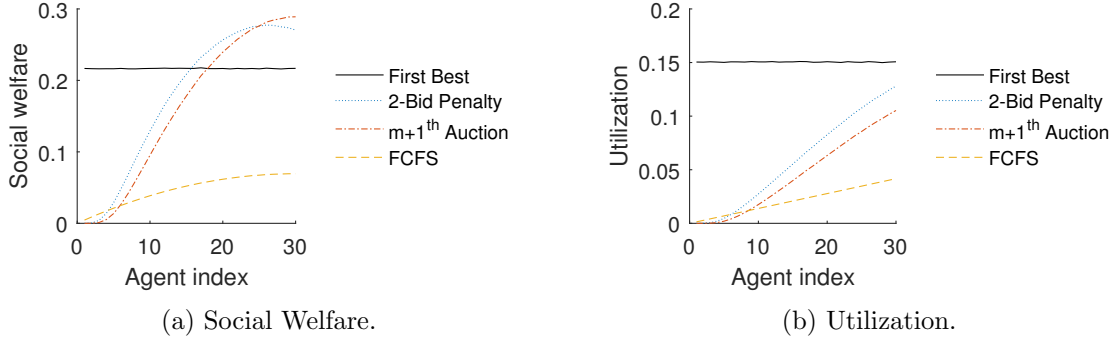 0.3
0.2
0.1
0
Social welfare
0 10 20 30
Agent index
First Best
2-Bid Penalty
m+1th Auction
FCFS
(a) Social Welfare.
0.2
0.15
0.1
0.05
0
Utilization
0 10 20 30
Agent index
First Best
2-Bid Penalty
m+1th Auction
FCFS
(b) Utilization.